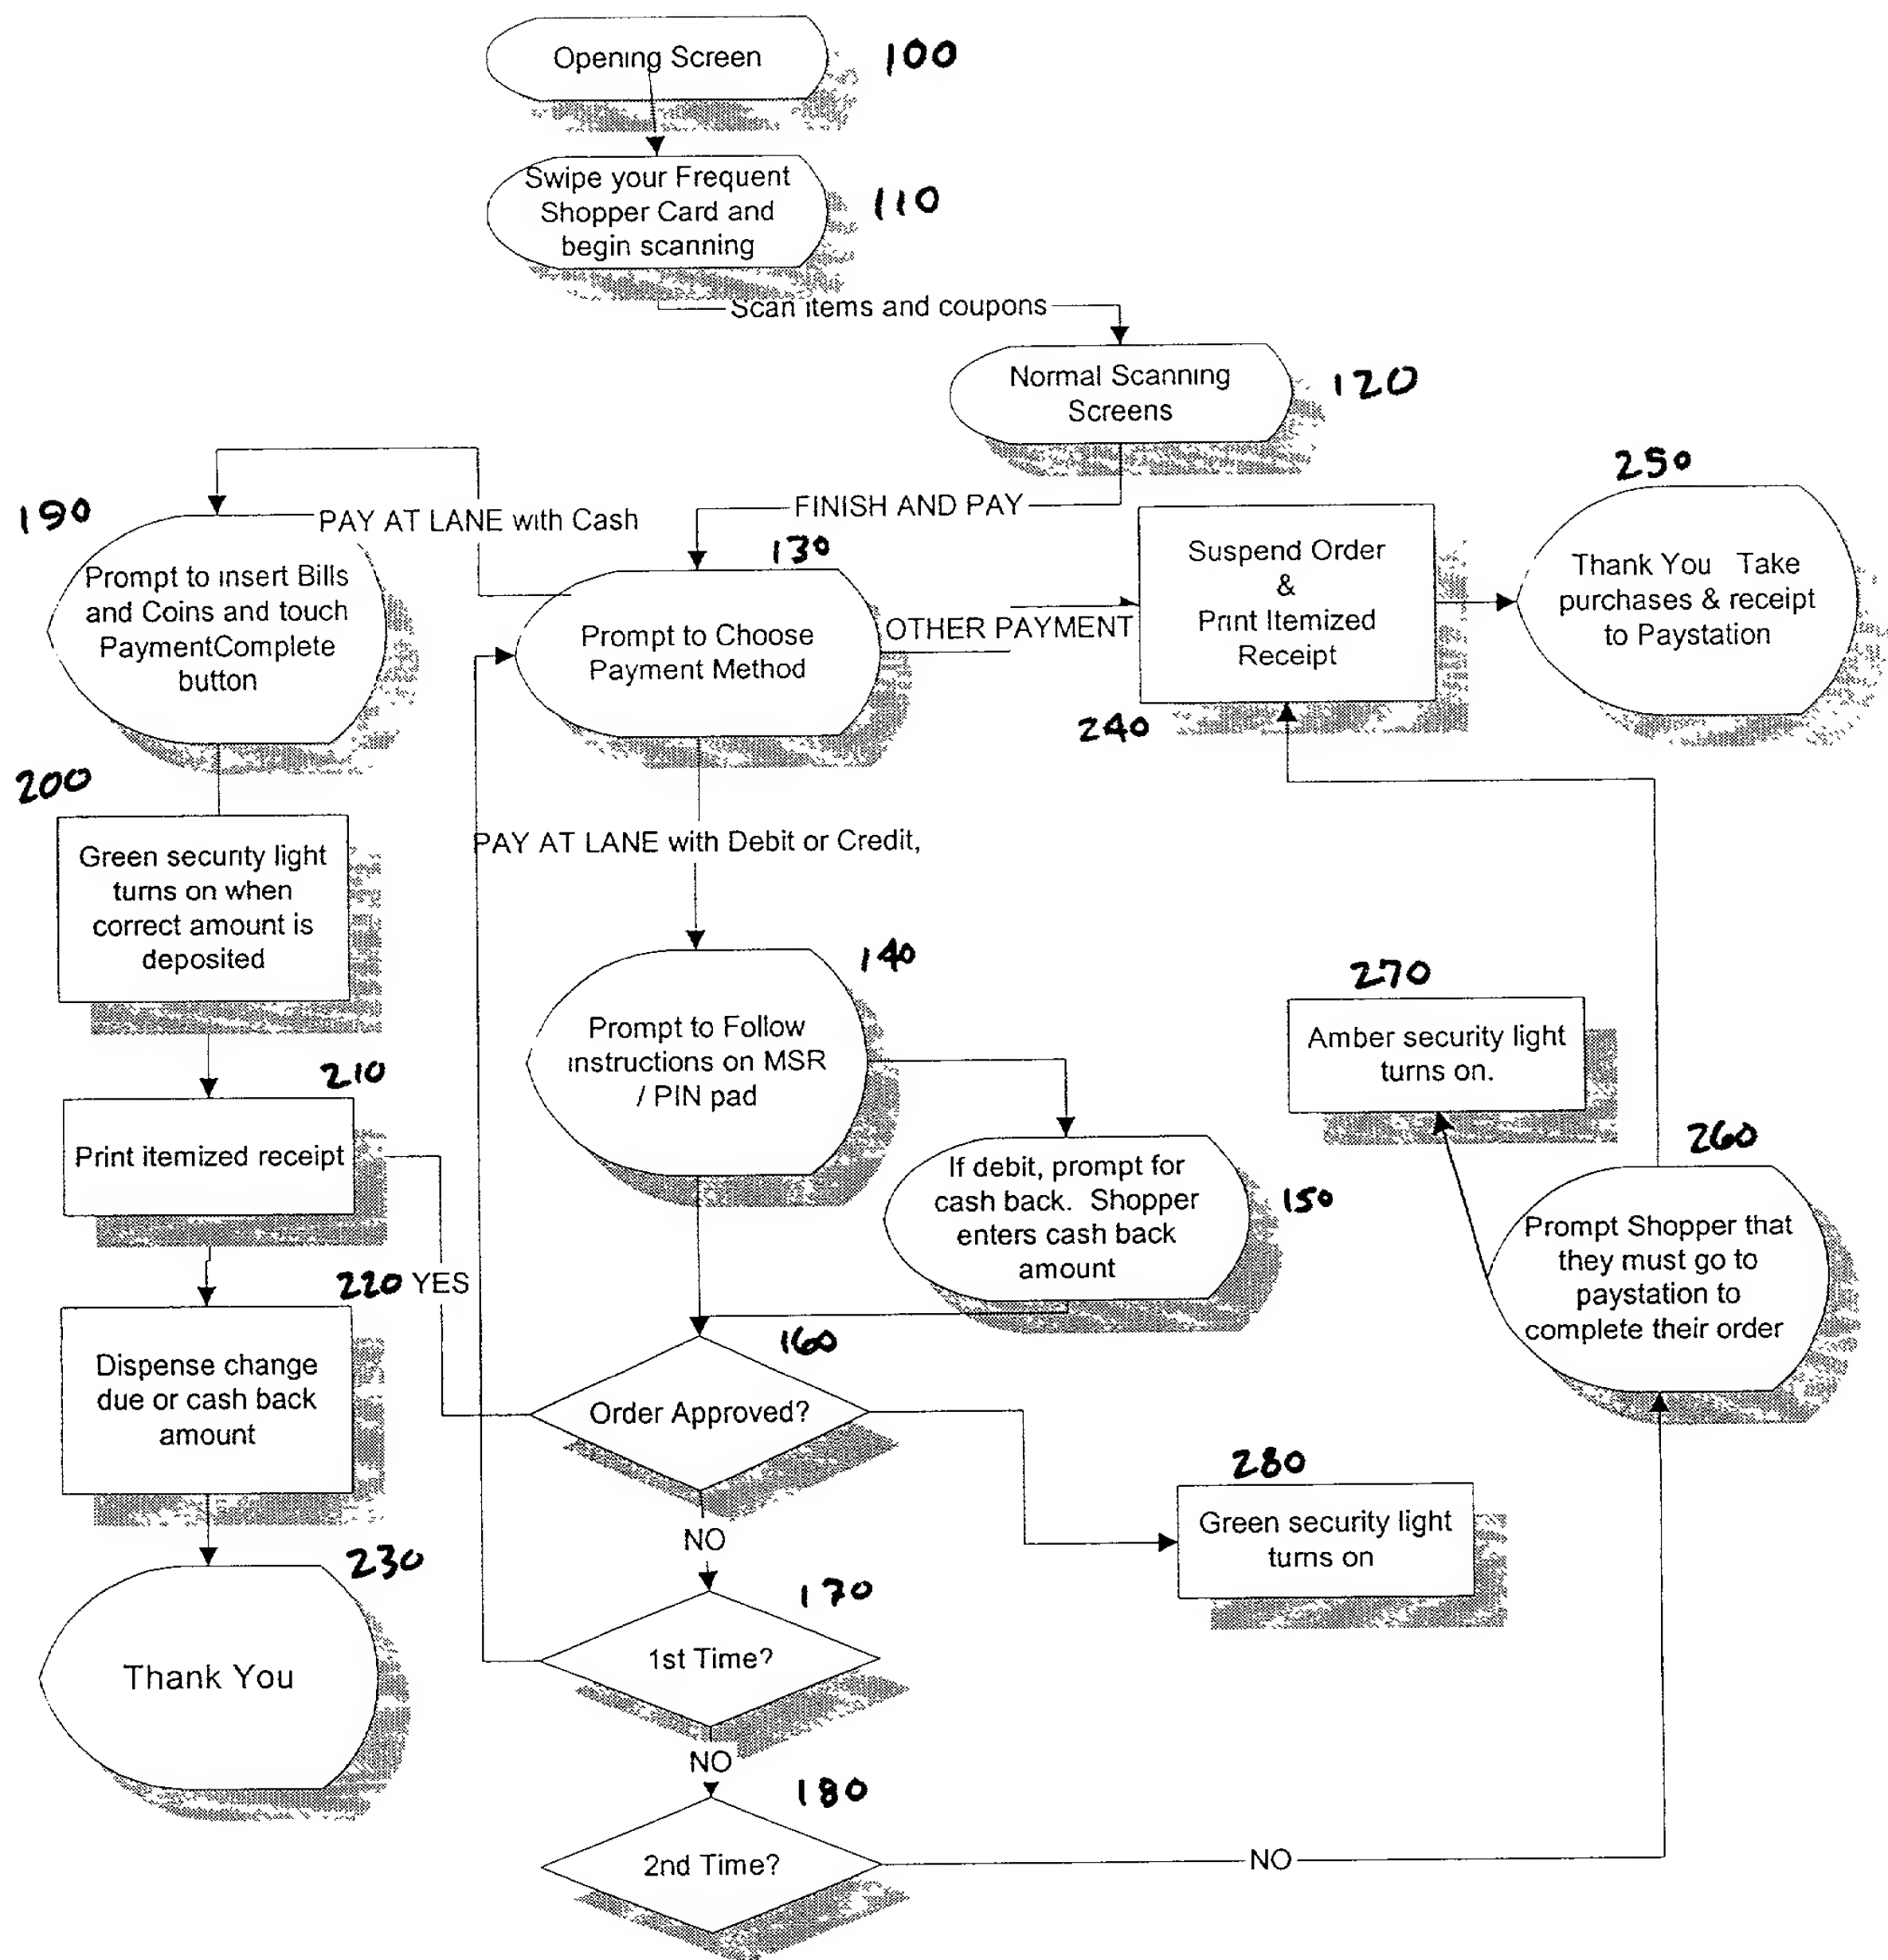 Opening Screen
100
Swipe your Frequent
Shopper Card and
begin scanning
110
Scan items and coupons
Normal Scanning
Screens
120
FINISH AND PAY
PAY AT LANE with Cash
190
Prompt to insert Bills
and Coins and touch
PaymentComplete
button
130
Prompt to Choose
Payment Method
OTHER PAYMENT
Suspend Order
&
Print Itemized
Receipt
240
250
Thank You Take
purchases & receipt
to Paystation
200
Green security light
turns on when
correct amount is
deposited
PAY AT LANE with Debit or Credit,
140
Prompt to Follow
instructions on MSR
/ PIN pad
270
Amber security light
turns on.
210
Print itemized receipt
If debit, prompt for
cash back. Shopper
enters cash back
amount
150
260
Prompt Shopper that
they must go to
paystation to
complete their order
220 YES
Dispense change
due or cash back
amount
160
Order Approved?
280
Green security light
turns on
NO
230
Thank You
170
1st Time?
NO
180
2nd Time?
NO